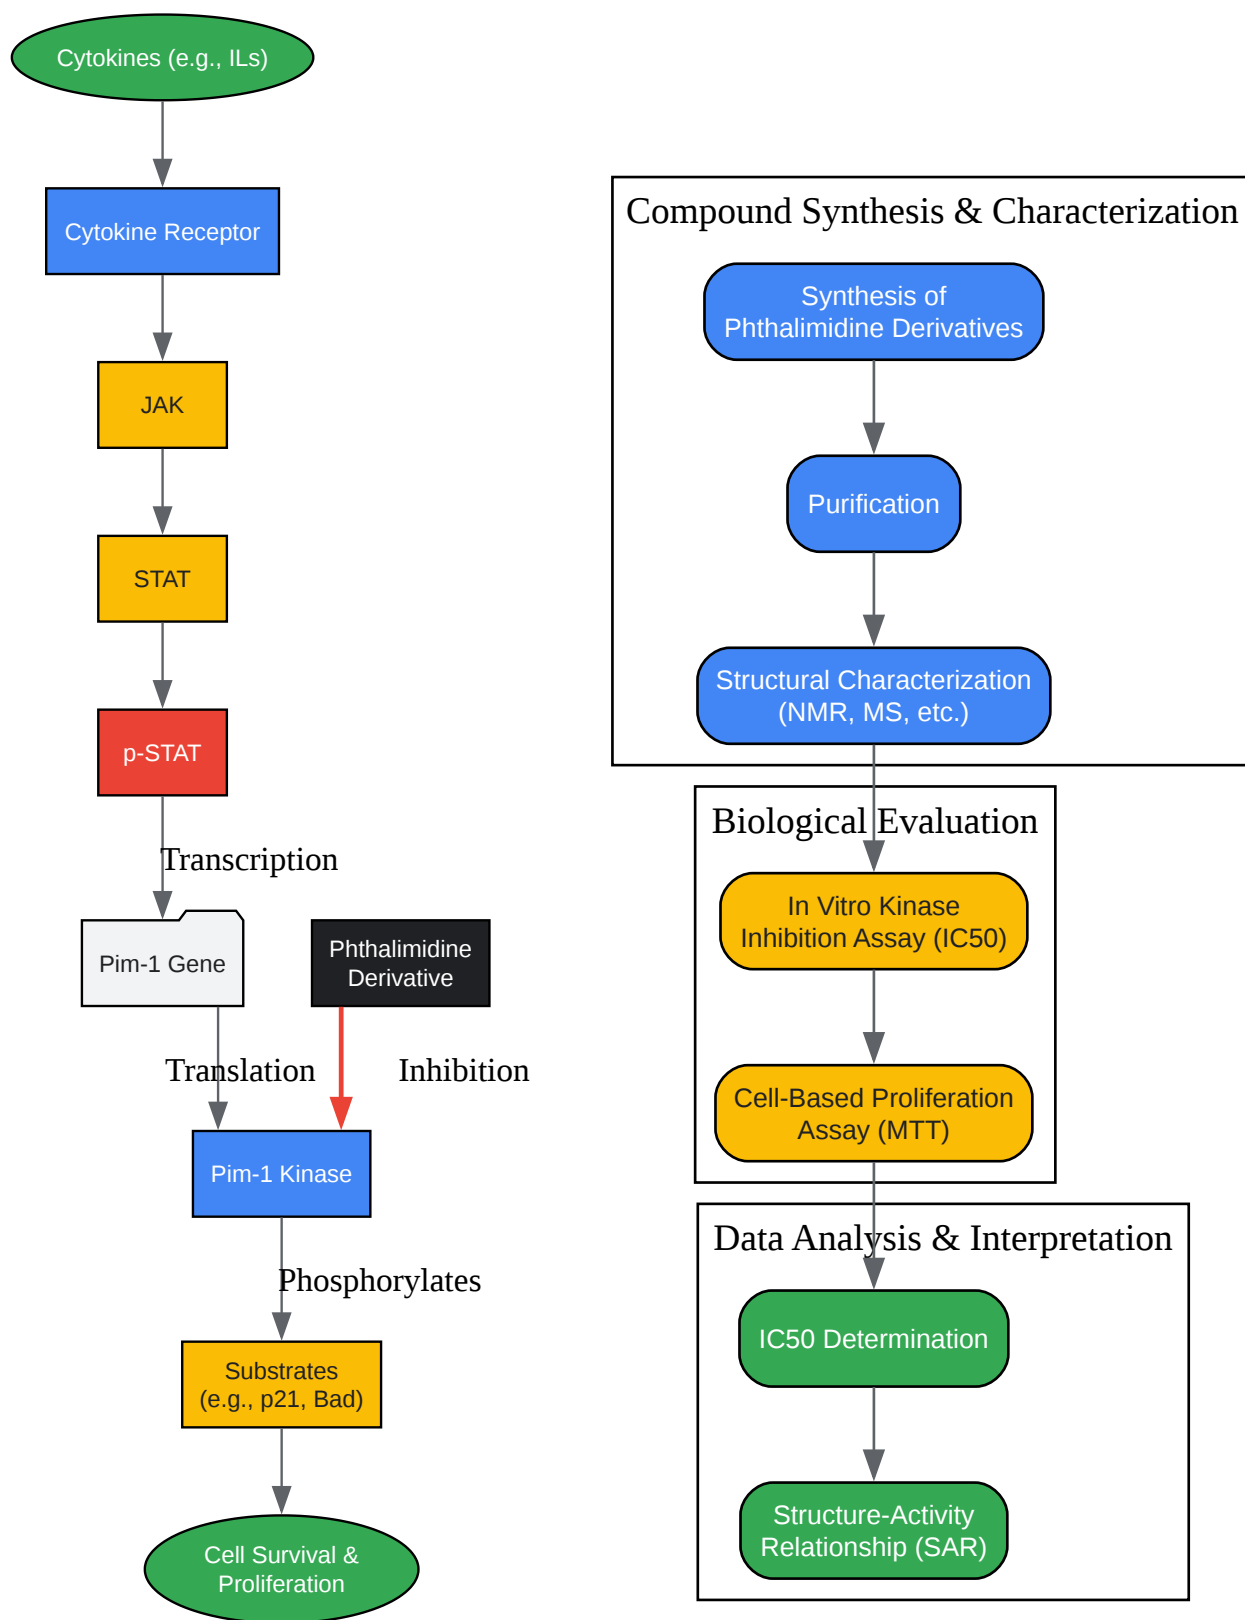 Cytokines (e.g., ILs)
Cytokine Receptor
JAK
STAT
p-STAT
Transcription
Pim-1 Gene
Phthalimidine
Derivative
Translation
Inhibition
Pim-1 Kinase
Phosphorylates
Substrates
(e.g., p21, Bad)
Cell Survival &
Proliferation
Compound Synthesis & Characterization
Synthesis of
Phthalimidine Derivatives
Purification
Structural Characterization
(NMR, MS, etc.)
Biological Evaluation
In Vitro Kinase
Inhibition Assay (IC50)
Cell-Based Proliferation
Assay (MTT)
Data Analysis & Interpretation
IC50 Determination
Structure-Activity
Relationship (SAR)